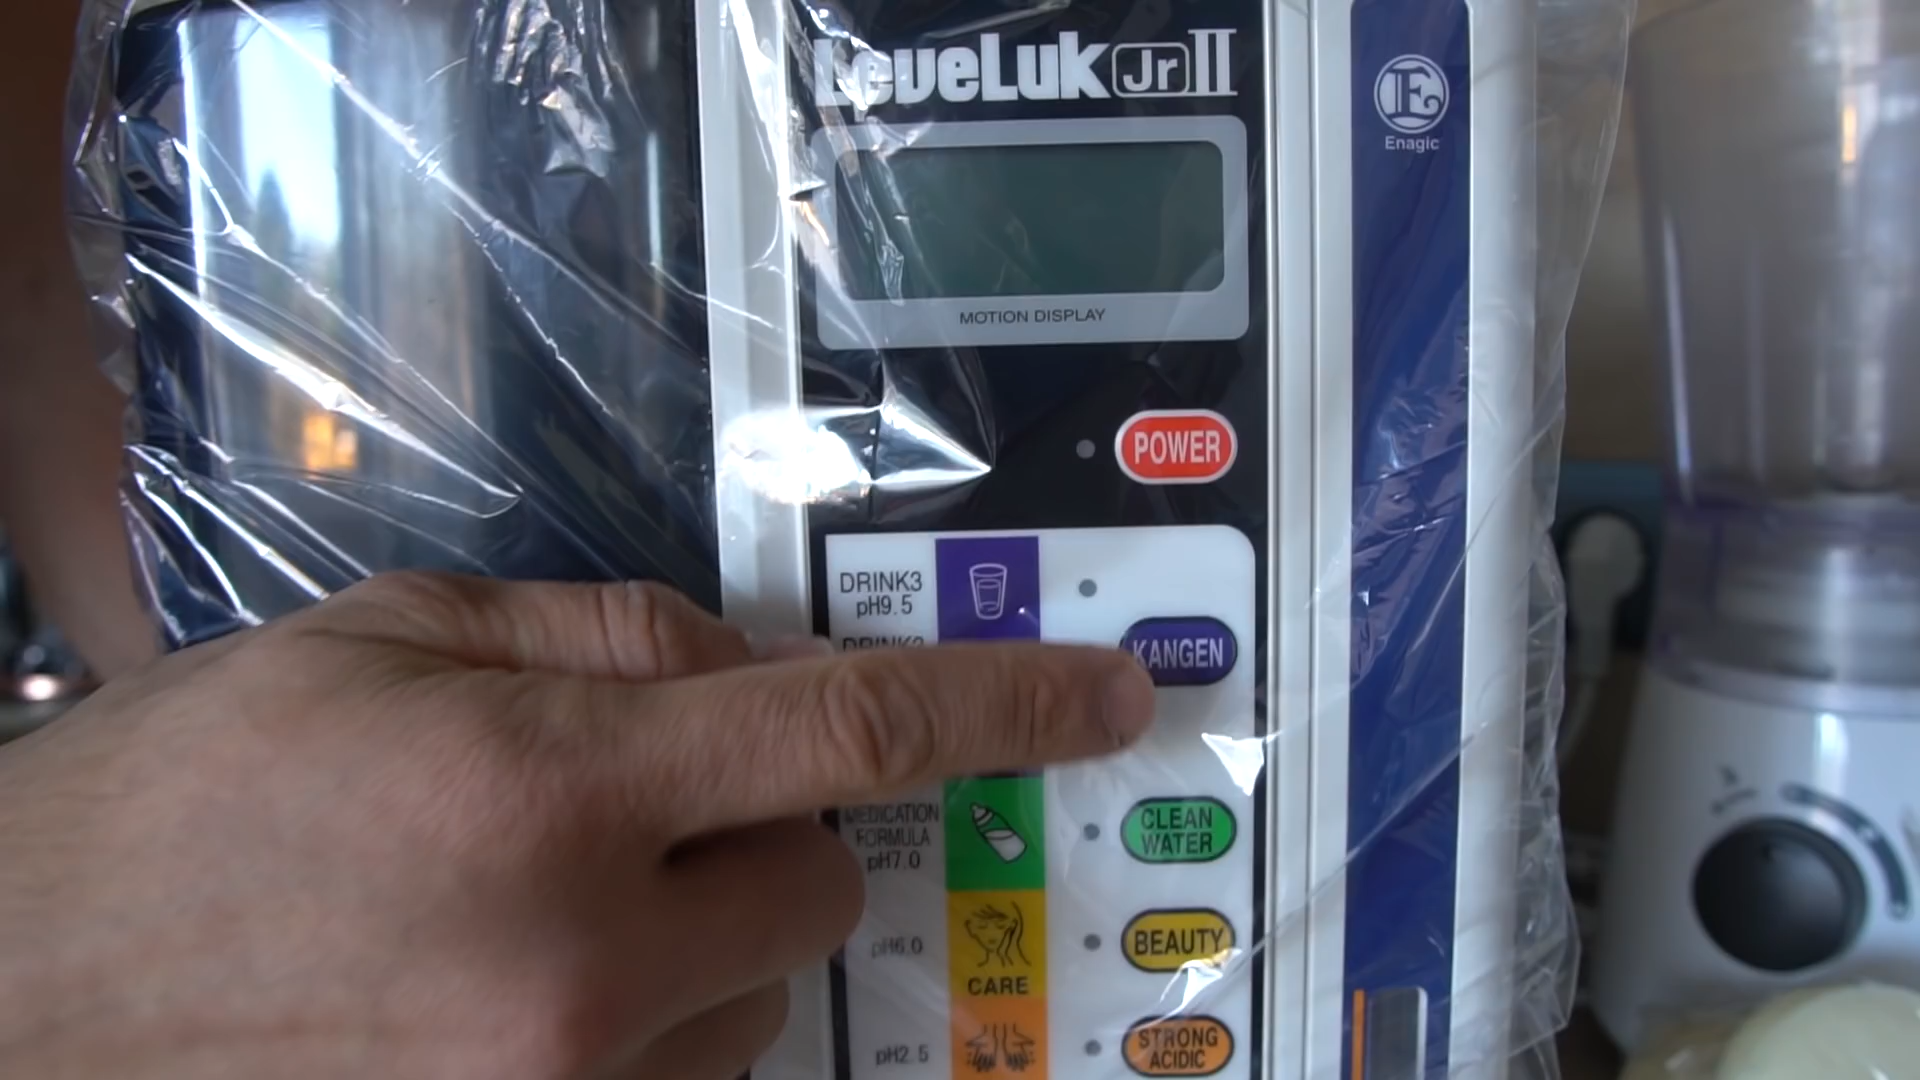 LeveLuk Jr II
E
Enagic
MOTION DISPLAY
POWER
DRINK3
pH9.5
KANGEN
MEDICATION
FORMULA
pH7.0
CLEAN
WATER
pH6.0
CARE
BEAUTY
pH2.5
STRONG
ACIDIC